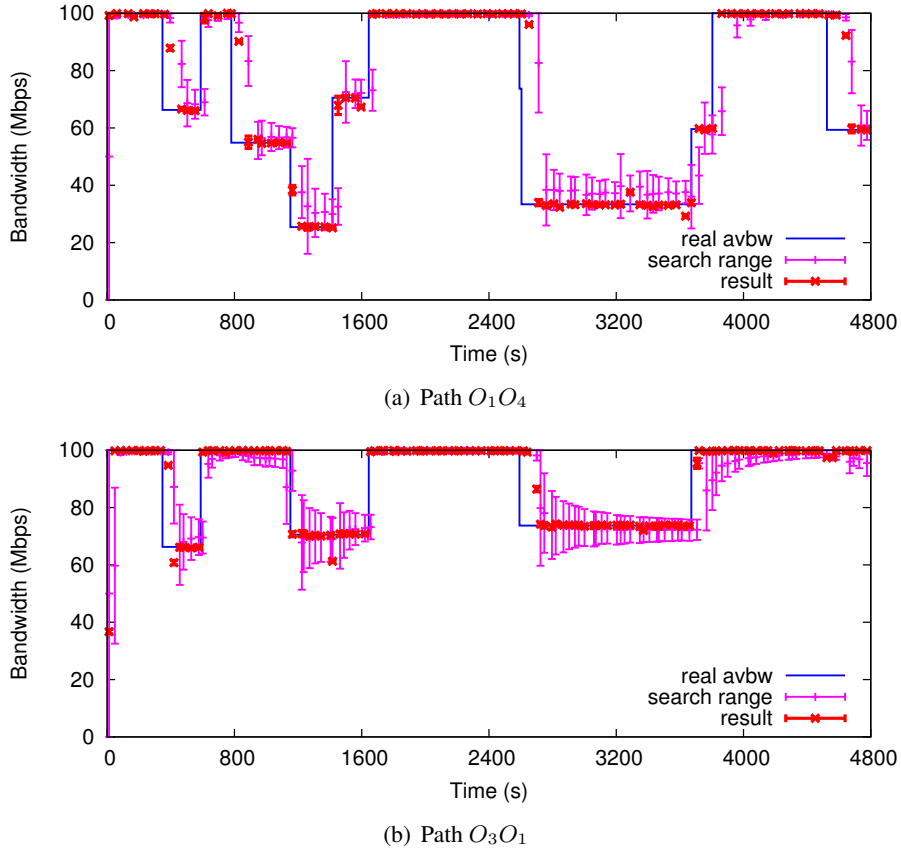 100
80
60
40
20
0
Bandwidth (Mbps)
real avbw
search range
result
0 800 1600 2400 3200 4000 4800
Time (s)
(a) Path O₁O₄
100
80
60
40
20
0
Bandwidth (Mbps)
real avbw
search range
result
0 800 1600 2400 3200 4000 4800
Time (s)
(b) Path O₃O₁